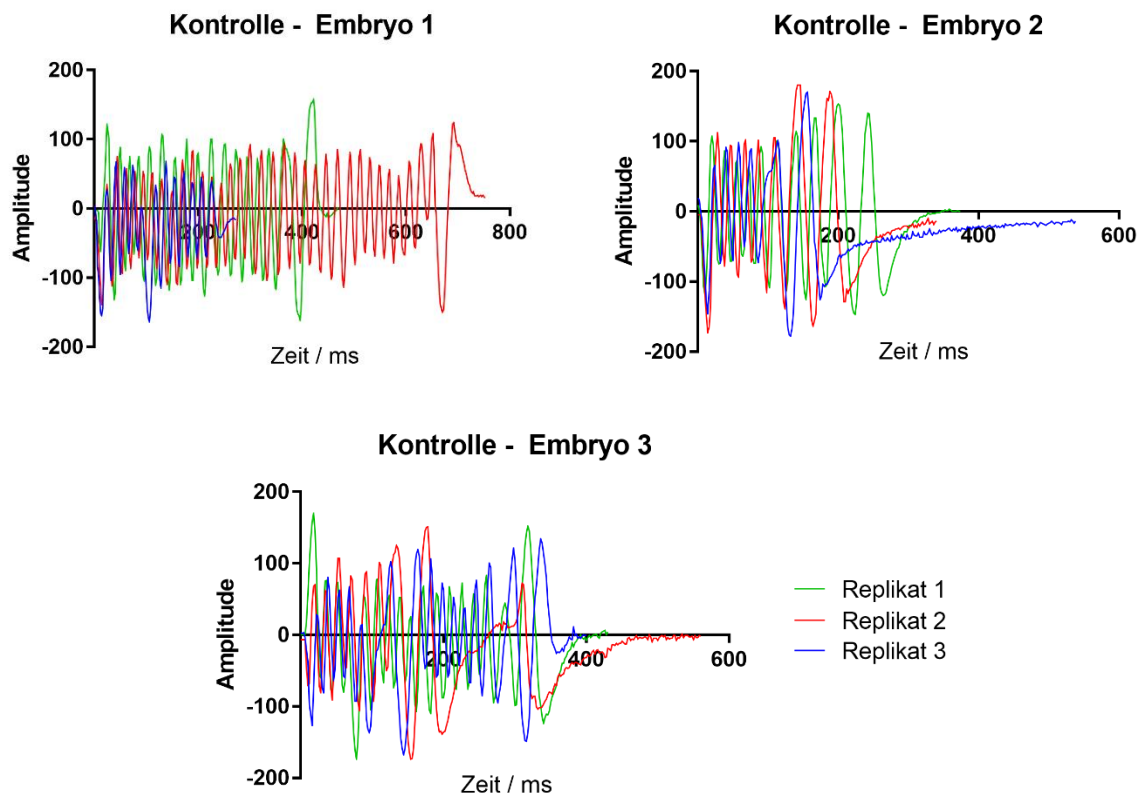 Kontrolle - Embryo 1
200
100
0
-100
-200
Amplitude
200
400
600
800
Zeit / ms
Kontrolle - Embryo 2
200
100
0
-100
-200
Amplitude
200
400
600
Zeit / ms
Kontrolle - Embryo 3
200
100
0
-100
-200
Amplitude
200
400
600
Zeit / ms
Replikat 1
Replikat 2
Replikat 3